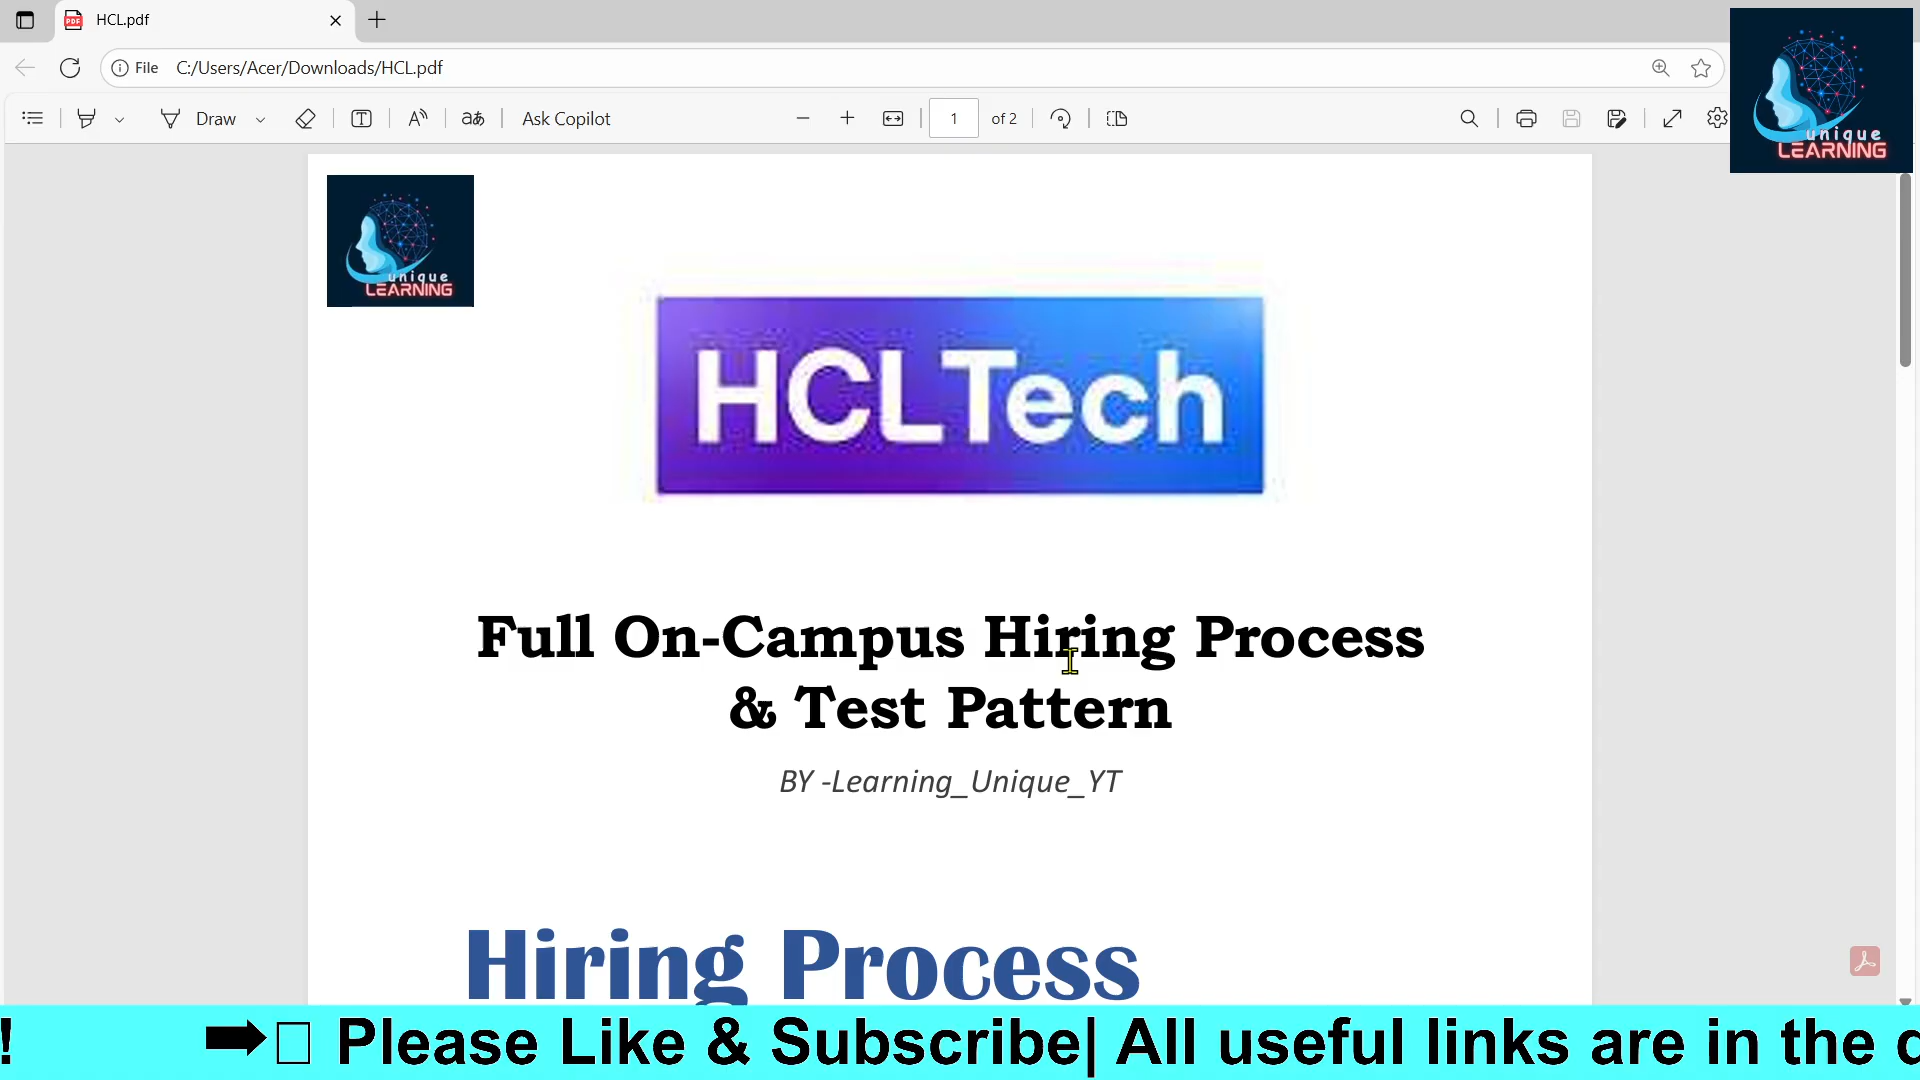 HCL.pdf
File C:/Users/Acer/Downloads/HCL.pdf
unique
LEARNING
Draw
aあ
Ask Copilot
1 of 2
unique
LEARNING
HCLTech
Full On-Campus Hiring Process
& Test Pattern
BY -Learning_Unique_YT
Hiring Process
! ➡ Please Like & Subscribe| All useful links are in the